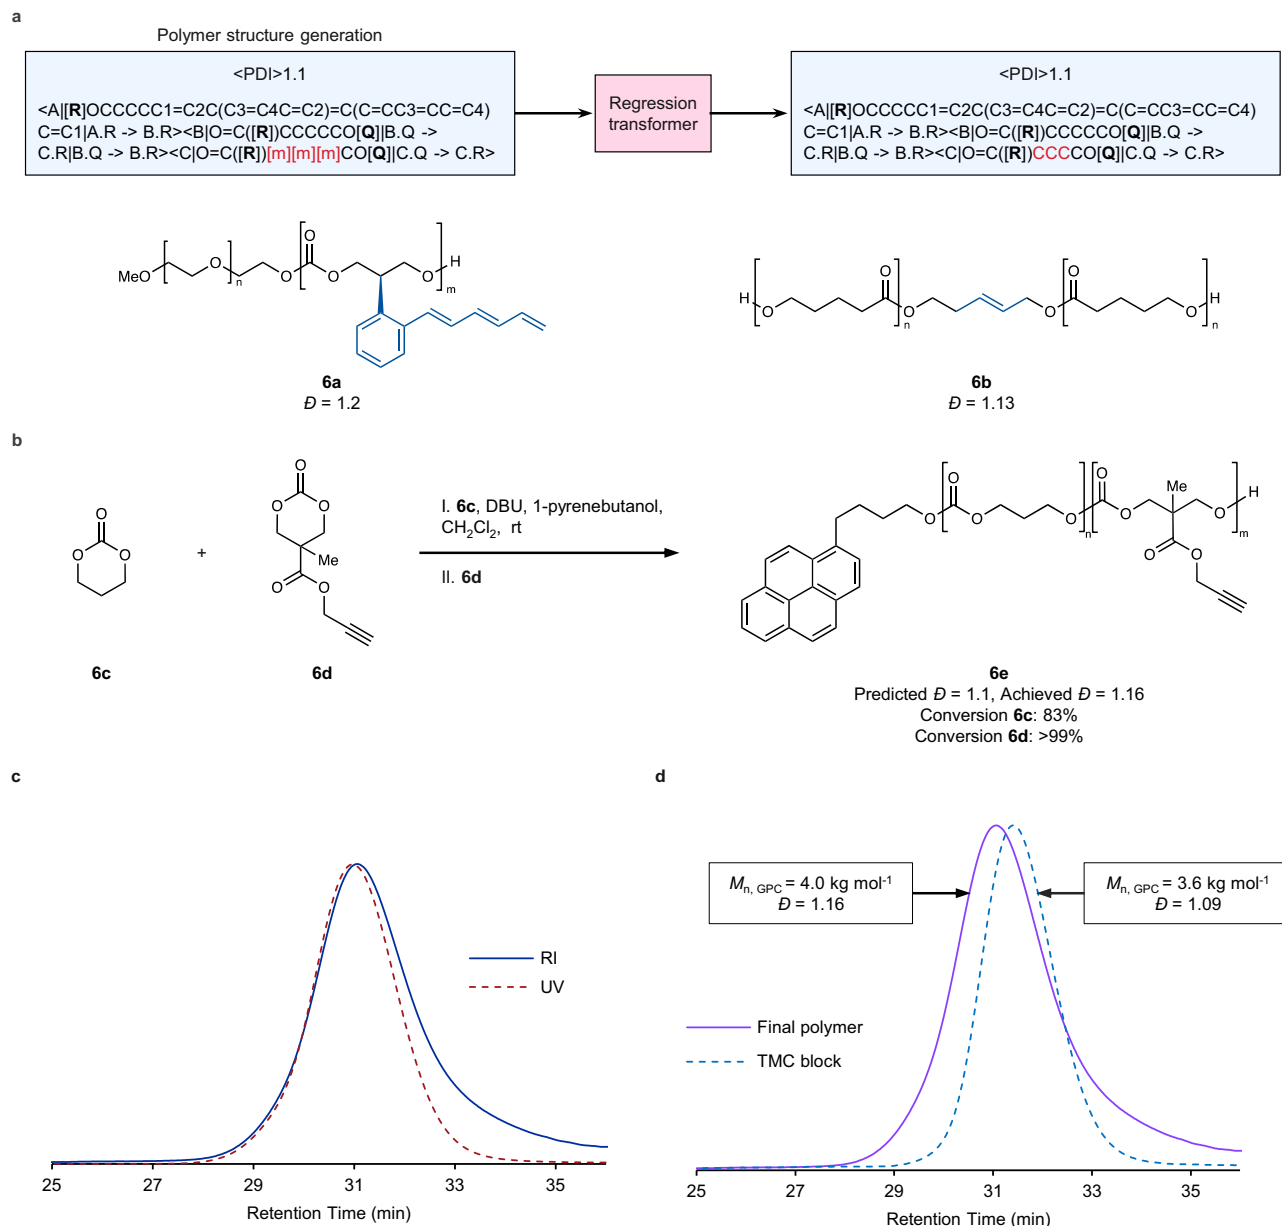 a
Polymer structure generation
<PDI>1.1
<A|[R]OCCCCC1=C2C(C3=C4C=C2)=C(C=CC3=CC=C4)
C=C1|A.R -> B.R><B|O=C([R])CCCCCO[Q]|B.Q ->
C.R|B.Q -> B.R><C|O=C([R])[m][m][m]CO[Q]|C.Q -> C.R>
Regression
transformer
<PDI>1.1
<A|[R]OCCCCC1=C2C(C3=C4C=C2)=C(C=CC3=CC=C4)
C=C1|A.R -> B.R><B|O=C([R])CCCCCO[Q]|B.Q ->
C.R|B.Q -> B.R><C|O=C([R])CCCCO[Q]|C.Q -> C.R>
MeO O n O O O O H m
6a
Đ = 1.2
H O O n O O O O H n
6b
Đ = 1.13
b
O O O
6c
+
O O O Me O O
6d
I. 6c, DBU, 1-pyrenebutanol,
CH2Cl2, rt
II. 6d
O O O O n O O Me O H m O O
6e
Predicted Đ = 1.1, Achieved Đ = 1.16
Conversion 6c: 83%
Conversion 6d: >99%
c
RI
UV
25 27 29 31 33 35
Retention Time (min)
d
Mn, GPC = 4.0 kg mol-1
Đ = 1.16
Mn, GPC = 3.6 kg mol-1
Đ = 1.09
Final polymer
TMC block
25 27 29 31 33 35
Retention Time (min)